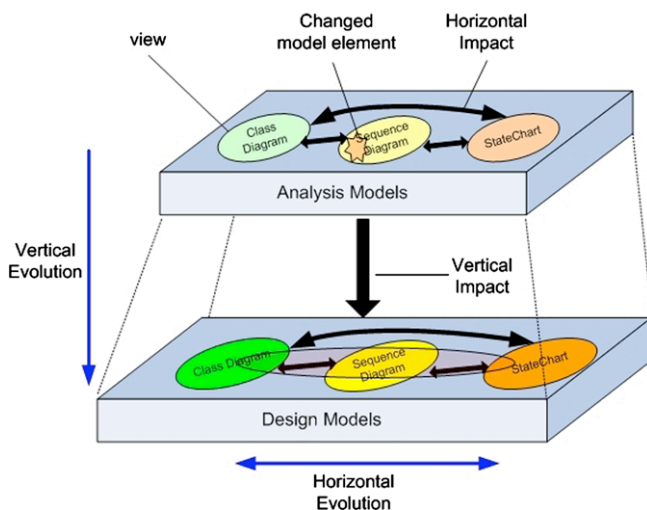 view
Changed
model element
Horizontal
Impact
Class
Diagram
Sequence
Diagram
StateChart
Analysis Models
Vertical
Evolution
Vertical
Impact
Class Diagram
Sequence
Diagram
StateChart
Design Models
Horizontal
Evolution